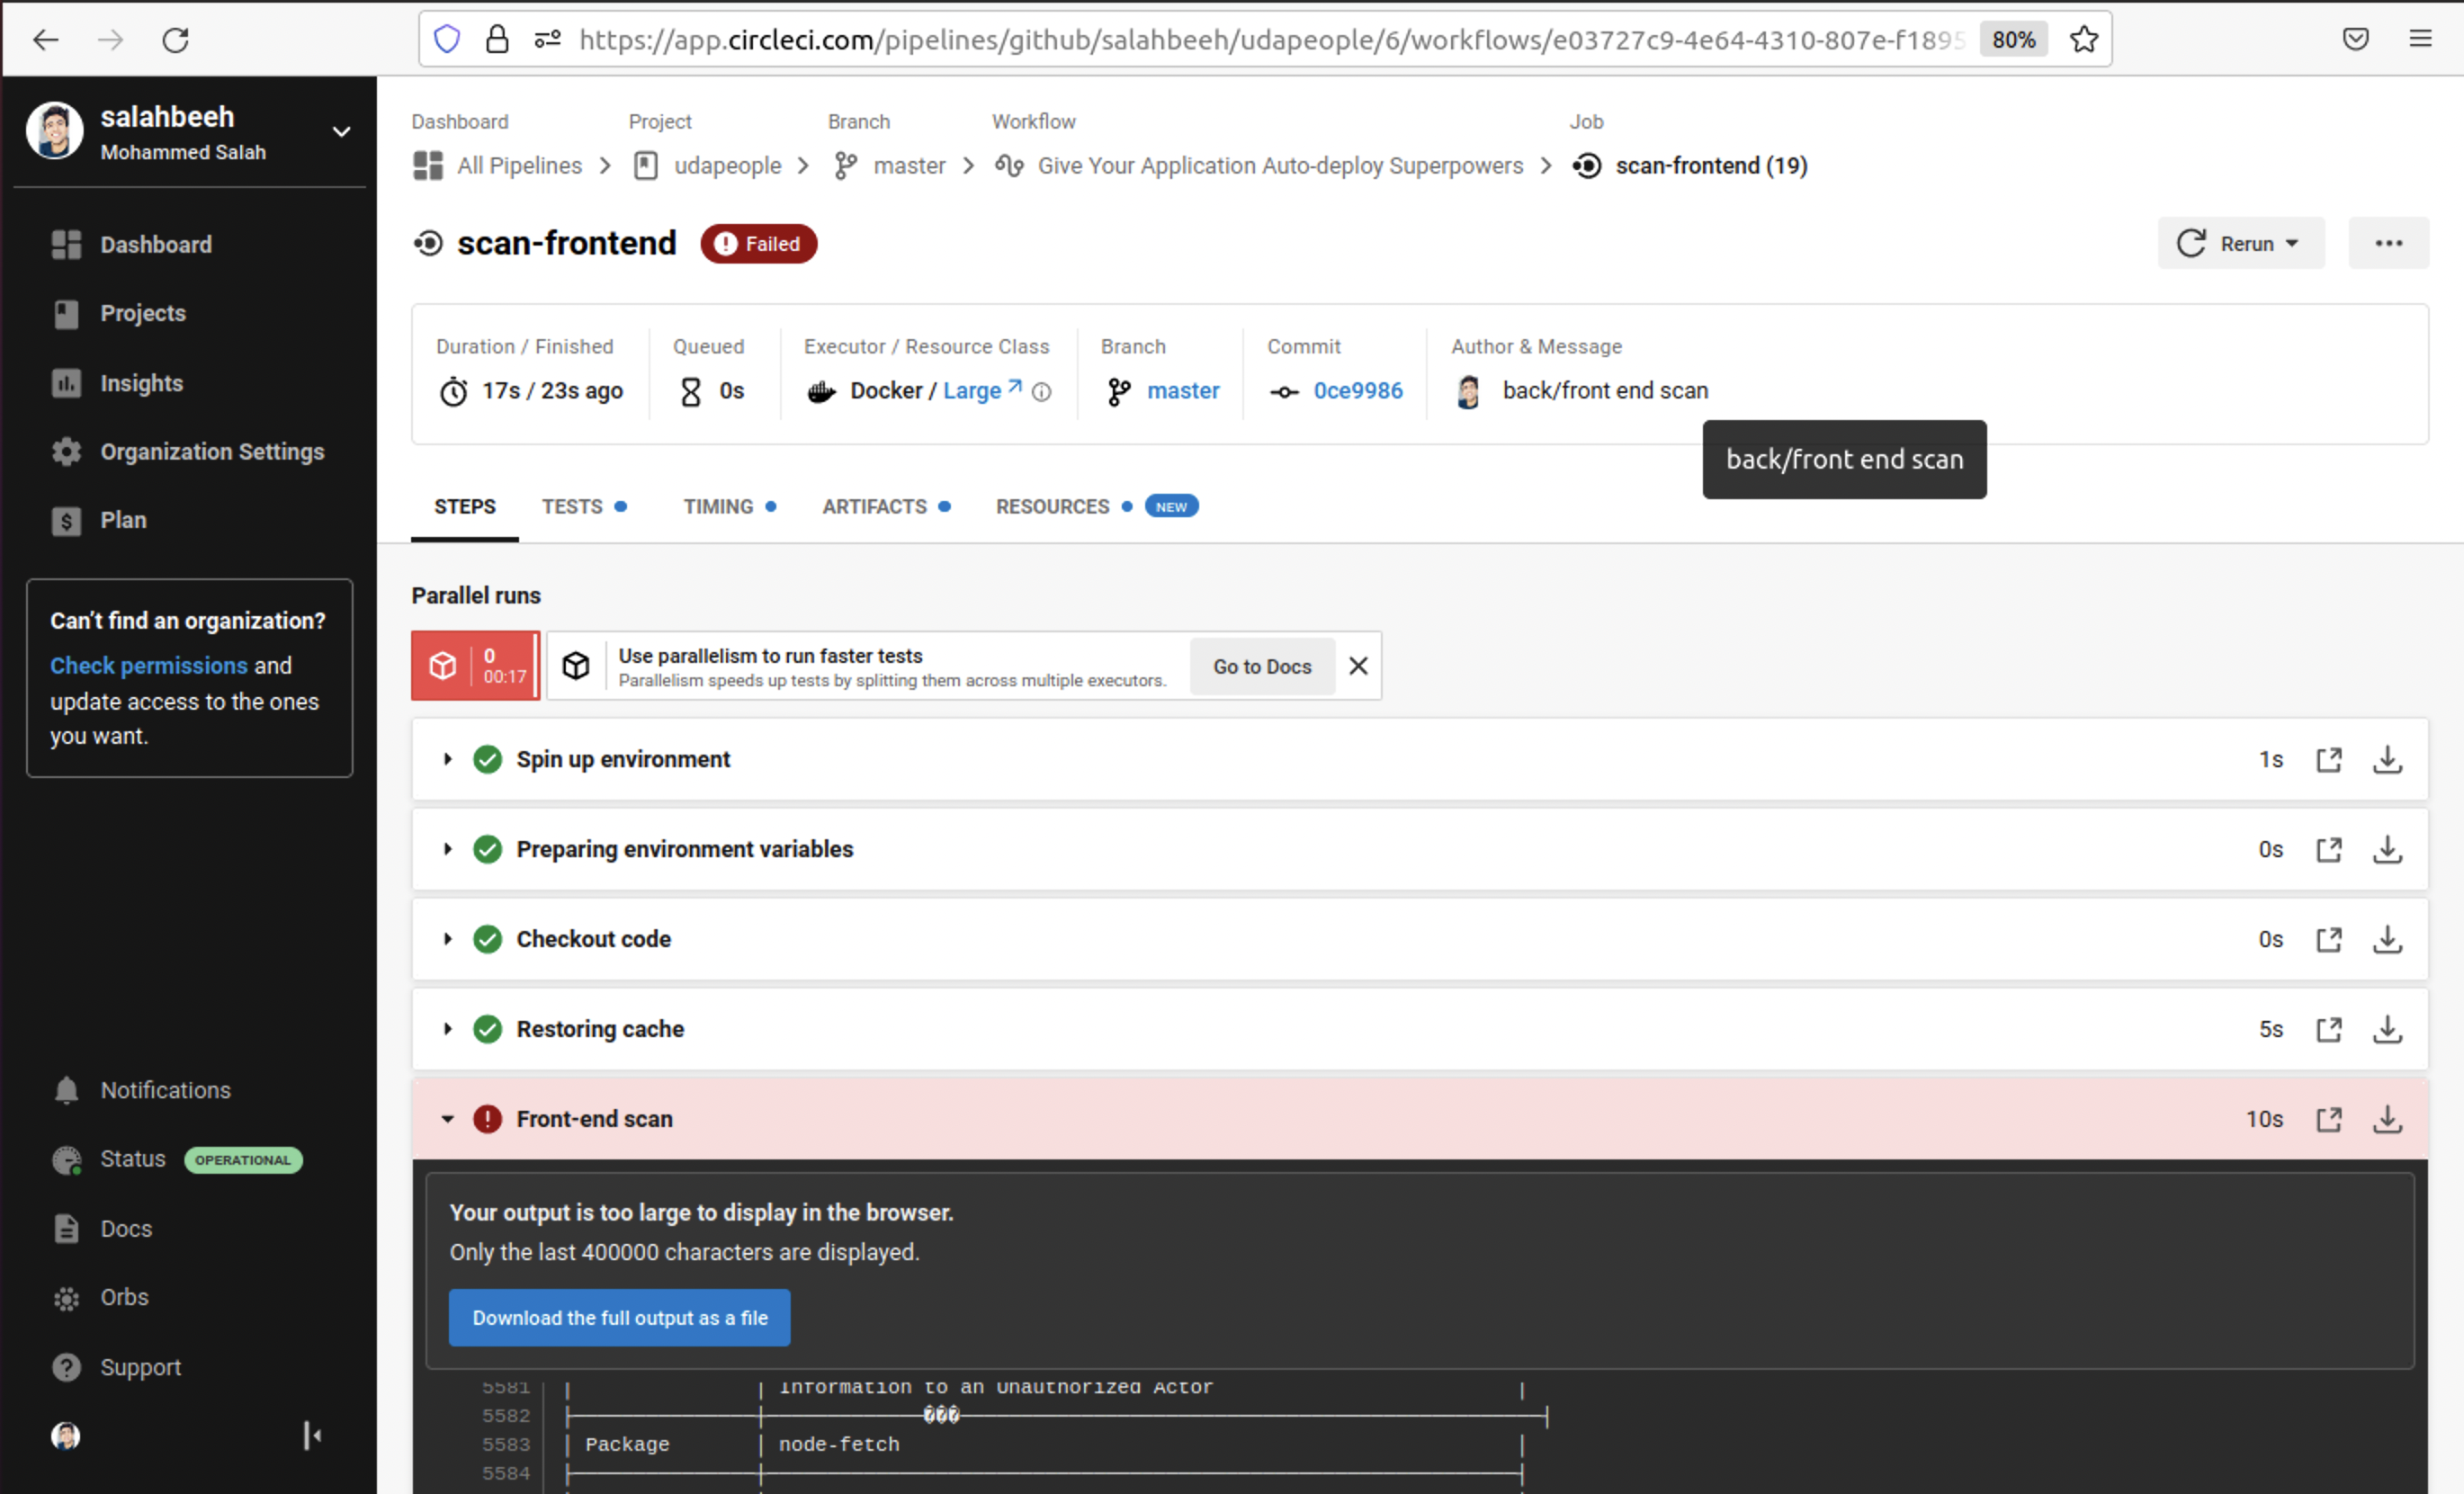 https://app.circleci.com/pipelines/github/salahbeeh/udapeople/6/workflows/e03727c9-4e64-4310-807e-f1895
80%
salahbeeh
Mohammed Salah
Dashboard
Projects
Insights
Organization Settings
Plan
Can't find an organization?
Check permissions and
update access to the ones
you want.
Notifications
Status OPERATIONAL
Docs
Orbs
Support
Dashboard Project Branch Workflow Job
All Pipelines udapeople master Give Your Application Auto-deploy Superpowers scan-frontend (19)
scan-frontend Failed
Rerun
Duration / Finished Queued Executor / Resource Class Branch Commit Author & Message
17s / 23s ago 0s Docker / Large master 0ce9986 back/front end scan
back/front end scan
STEPS TESTS TIMING ARTIFACTS RESOURCES NEW
Parallel runs
0
00:17
Use parallelism to run faster tests
Parallelism speeds up tests by splitting them across multiple executors.
Go to Docs
Spin up environment 1s
Preparing environment variables 0s
Checkout code 0s
Restoring cache 5s
Front-end scan 10s
Your output is too large to display in the browser.
Only the last 400000 characters are displayed.
Download the full output as a file
5581 Information to an Unauthorized Actor
5582 ���
5583 Package node-fetch
5584